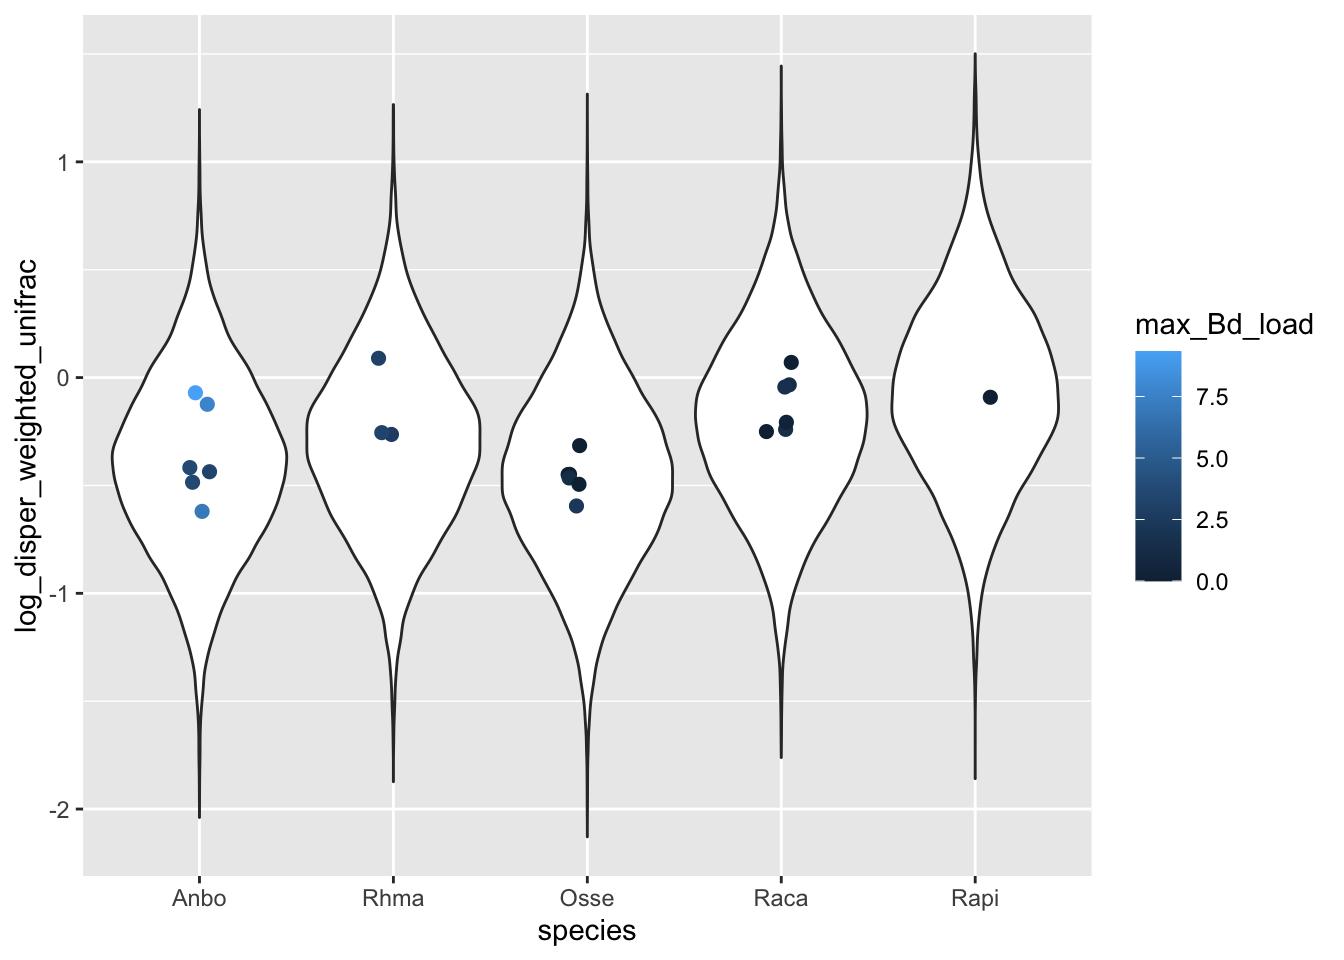 log_disper_weighted_unifrac
1
0
-1
-2
Anbo
Rhma
Osse
Raca
Rapi
species
max_Bd_load
7.5
5.0
2.5
0.0